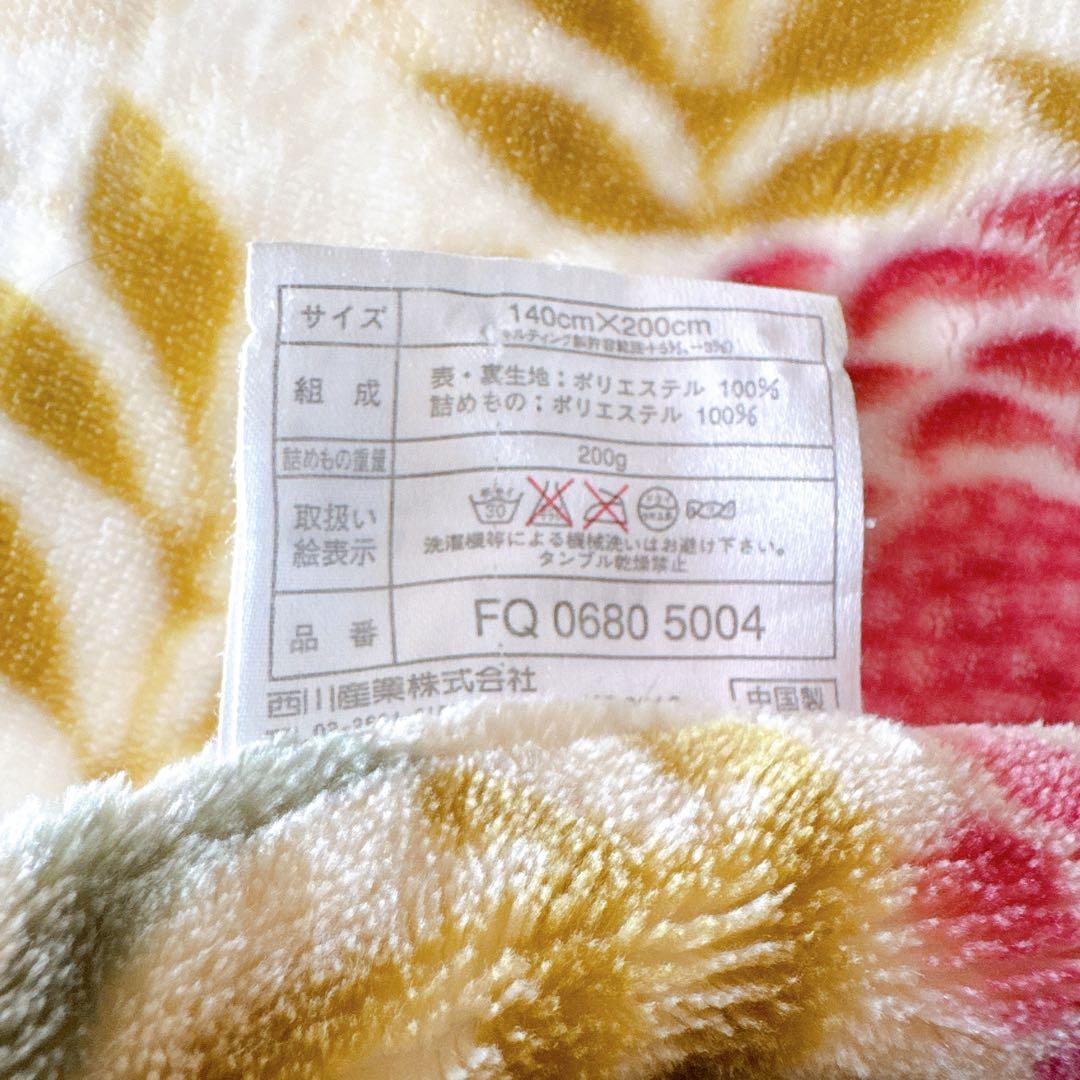 サイズ 140cm×200cm
組 成 表・裏生地：ポリエステル 100%
詰めもの：ポリエステル 100%
詰めもの重量 200g
30
取扱い
絵表示
洗濯機等による機械洗いはお避け下さい。
タンブル乾燥禁止
品 番 FQ 0680 5004
西川産業株式会社 中国製